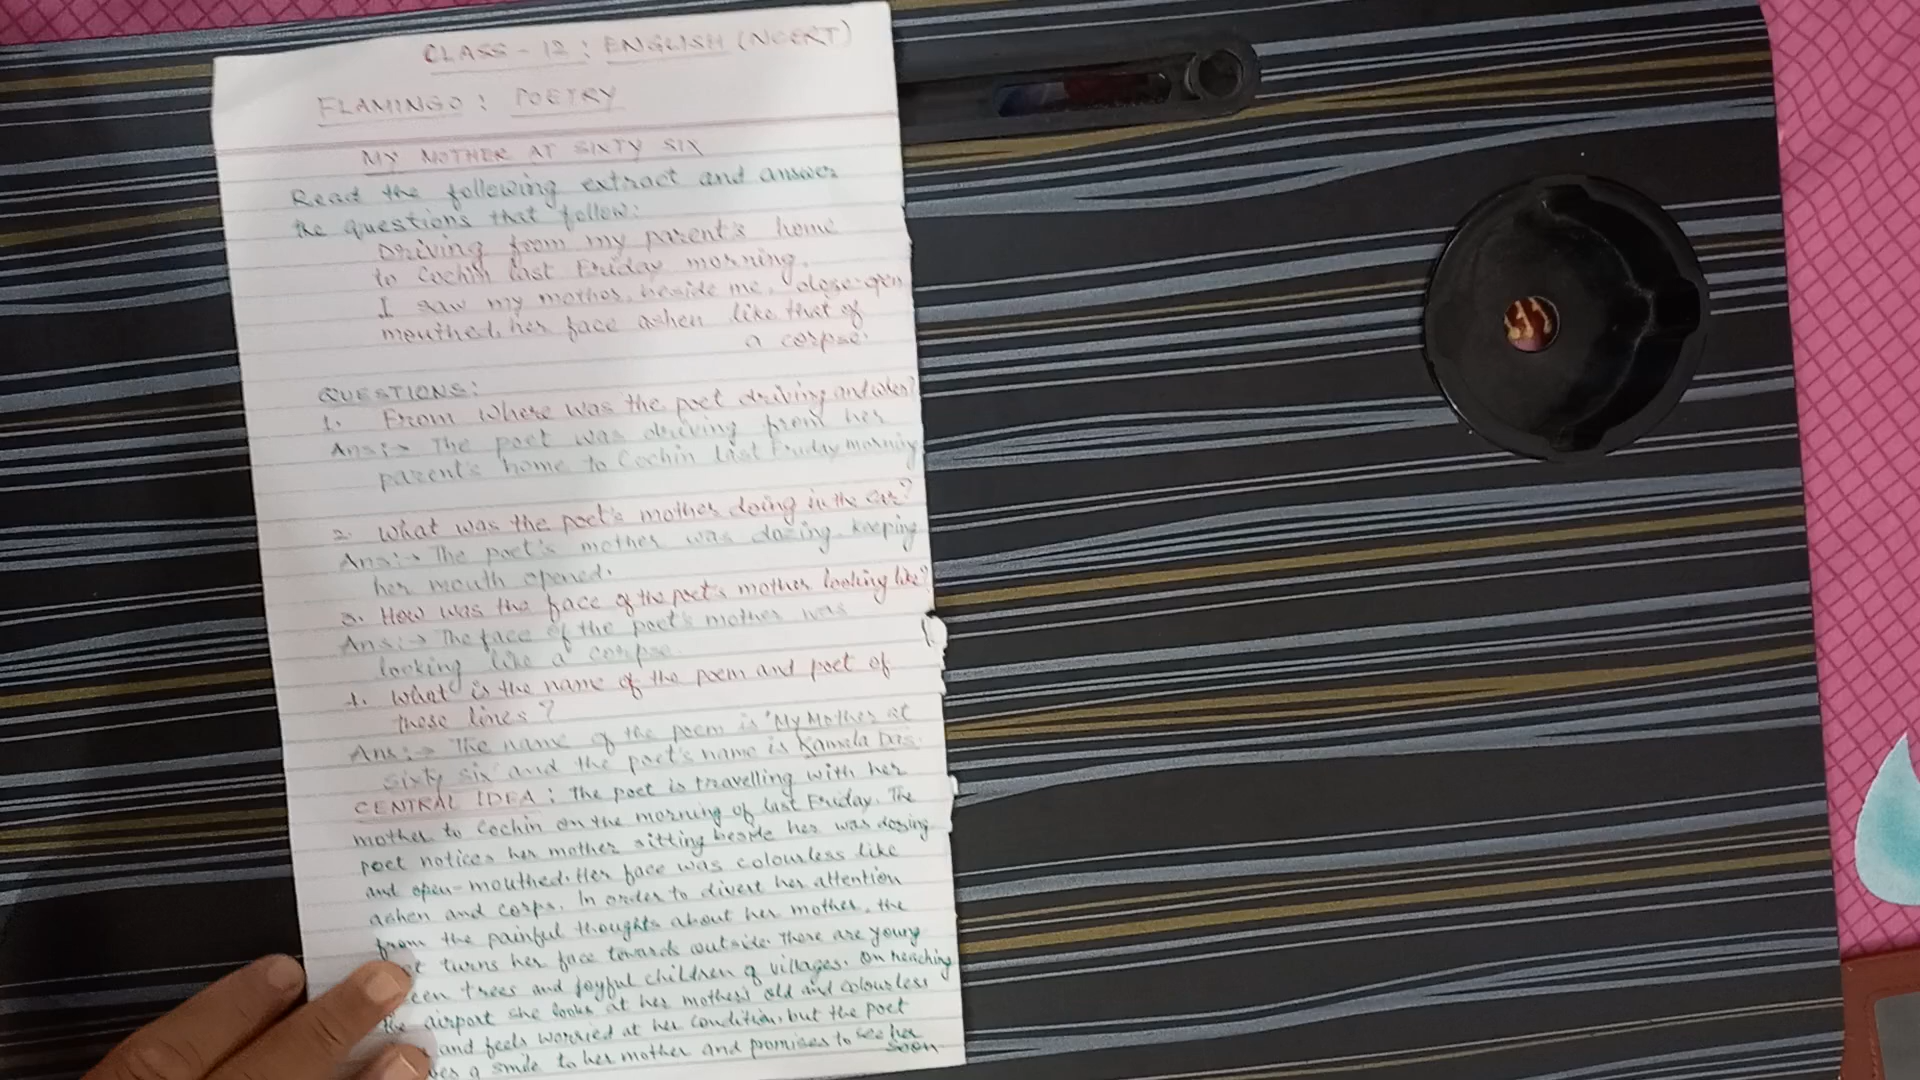 CLASS - 12 : ENGLISH (NCERT)
FLAMINGO : POETRY
MY MOTHER AT SIXTY SIX
Read the following extract and answer
the questions that follow:
Driving from my parent's home
to Cochin last Friday morning,
I saw my mother, beside me, doze-open
mouthed, her face ashen like that of
a corpse.
QUESTIONS:
1. From where was the poet driving and when?
Ans:→ The poet was driving from her
parent's home to Cochin last Friday morning
2. What was the poet's mother doing in the car?
Ans:→ The poet's mother was dozing keeping
her mouth opened.
3. How was the face of the poet's mother looking like?
Ans:→ The face of the poet's mother was
looking like a corpse
4. What is the name of the poem and poet of
these lines?
Ans:→ The name of the poem is 'My Mother at
sixty six' and the poet's name is Kamala Das.
CENTRAL IDEA : The poet is travelling with her
mother to Cochin on the morning of last Friday. The
poet notices her mother sitting beside her was dozing
and open-mouthed. Her face was colourless like
ashen and corps. In order to divert her attention
from the painful thoughts about her mother, the
turns her face towards outside. There are young
trees and joyful children of villages. On reaching
the airport she looks at her mother's old and colourless
and feels worried at her condition, but the poet
a smile to her mother and promises to see her
soon